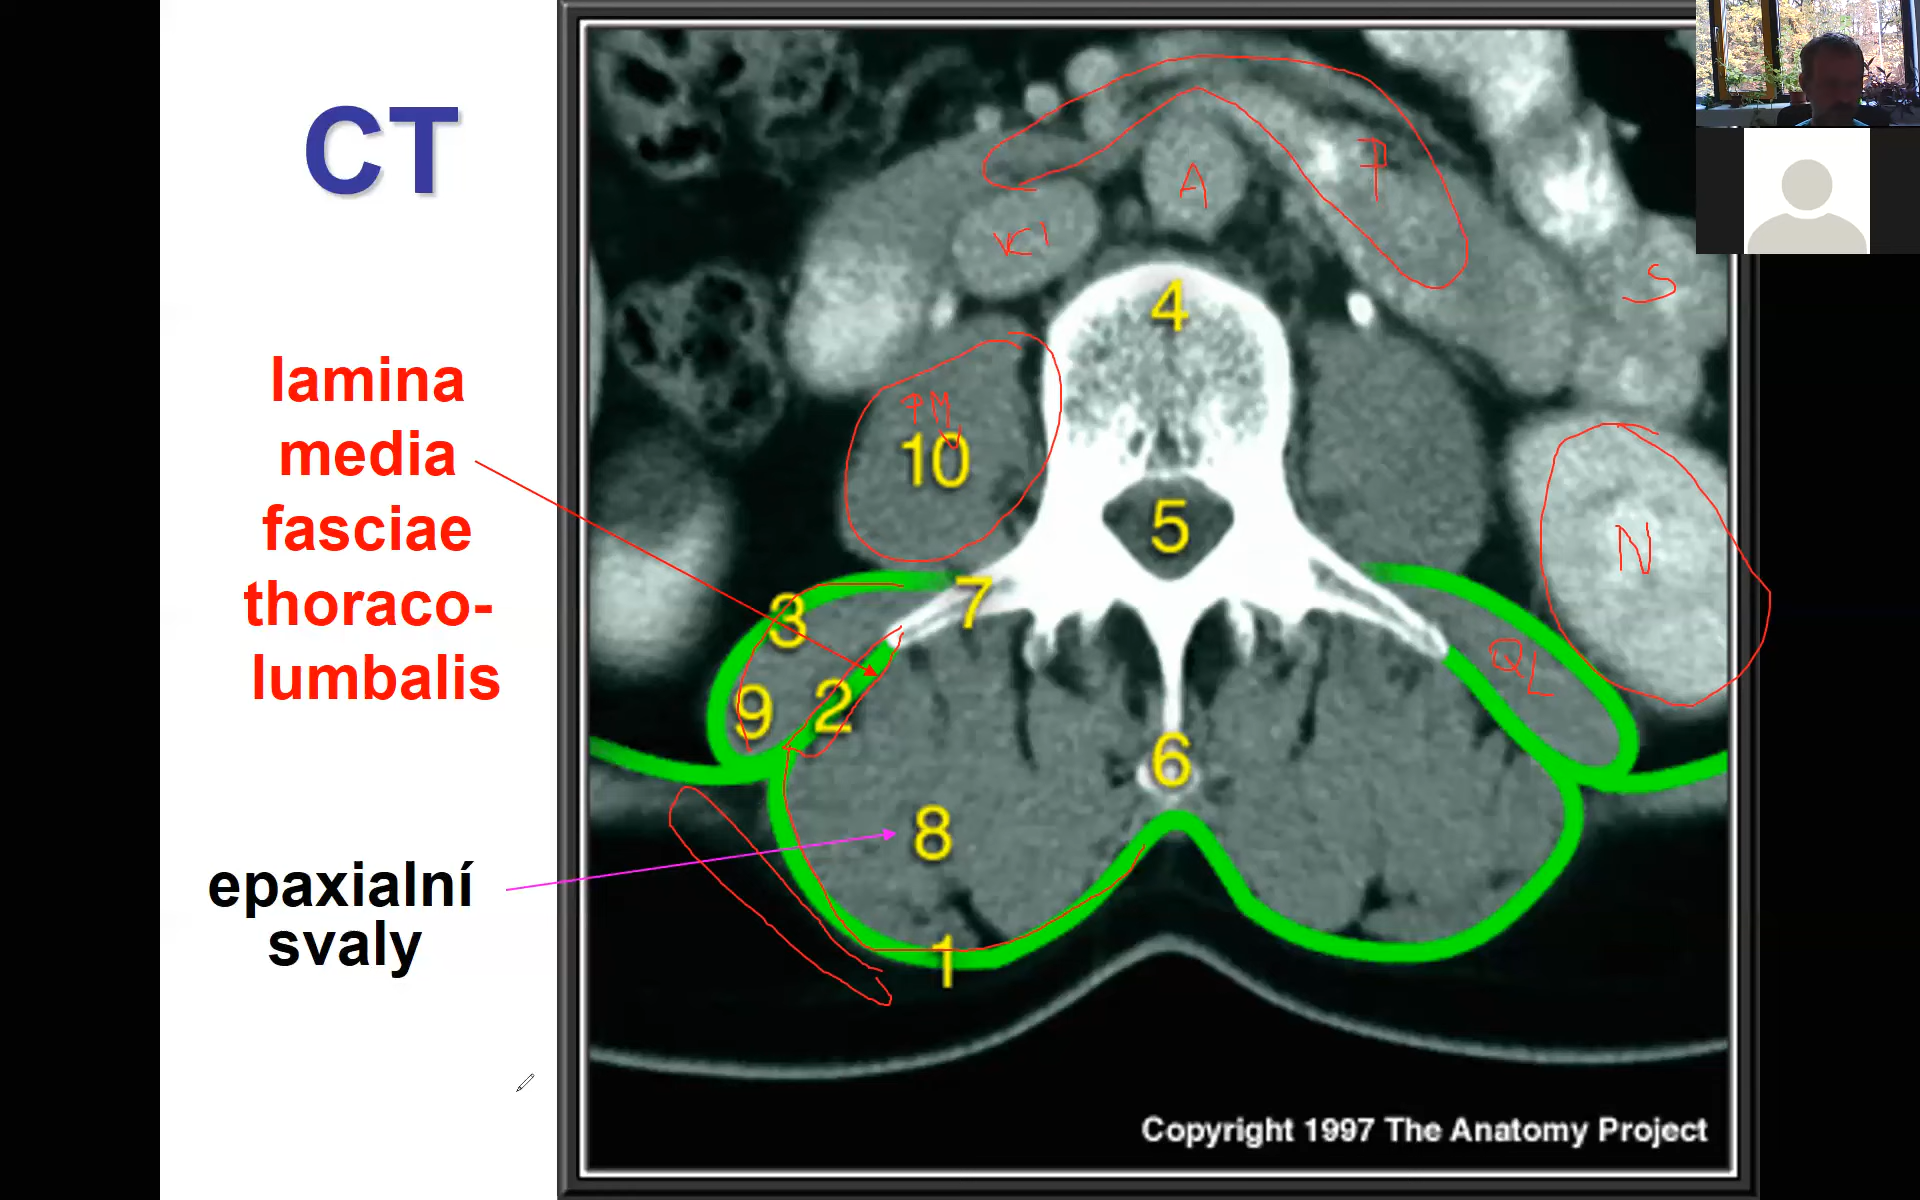 CT
lamina
media
fasciae
thoraco-
lumbalis
epaxialní
svaly
A
P
VCI
S
4
PM
10
5
N
7
3
QL
9
2
6
8
1
Copyright 1997 The Anatomy Project